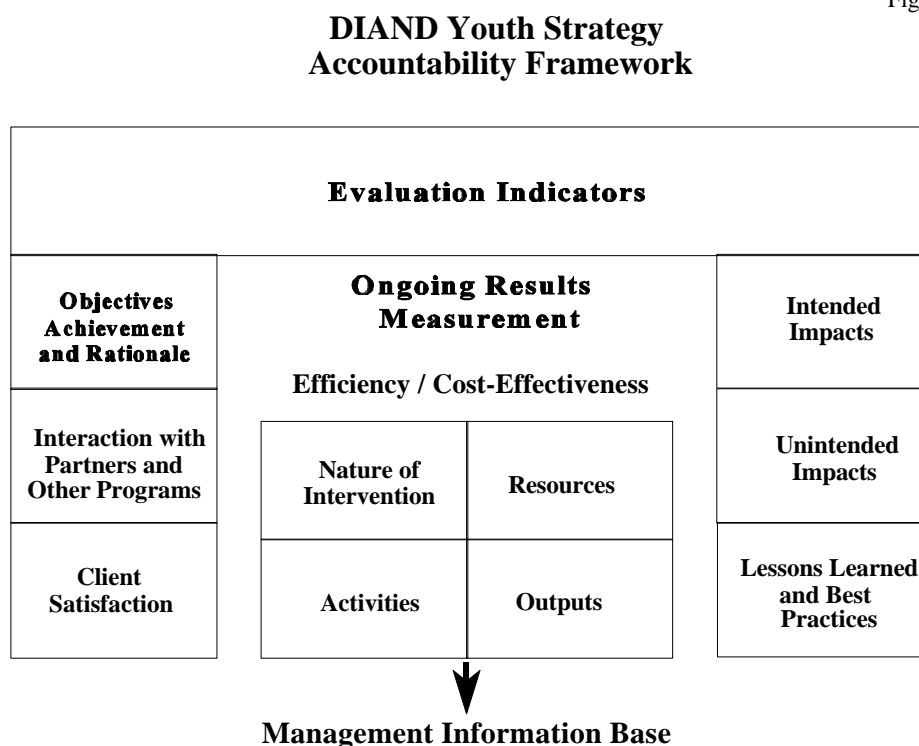 Fig
DIAND Youth Strategy
Accountability Framework
Evaluation Indicators
Objectives
Achievement
and Rationale
Ongoing Results
Measurement
Intended
Impacts
Efficiency / Cost-Effectiveness
Interaction with
Partners and
Other Programs
Nature of
Intervention
Resources
Unintended
Impacts
Client
Satisfaction
Activities
Outputs
Lessons Learned
and Best
Practices
Management Information Base